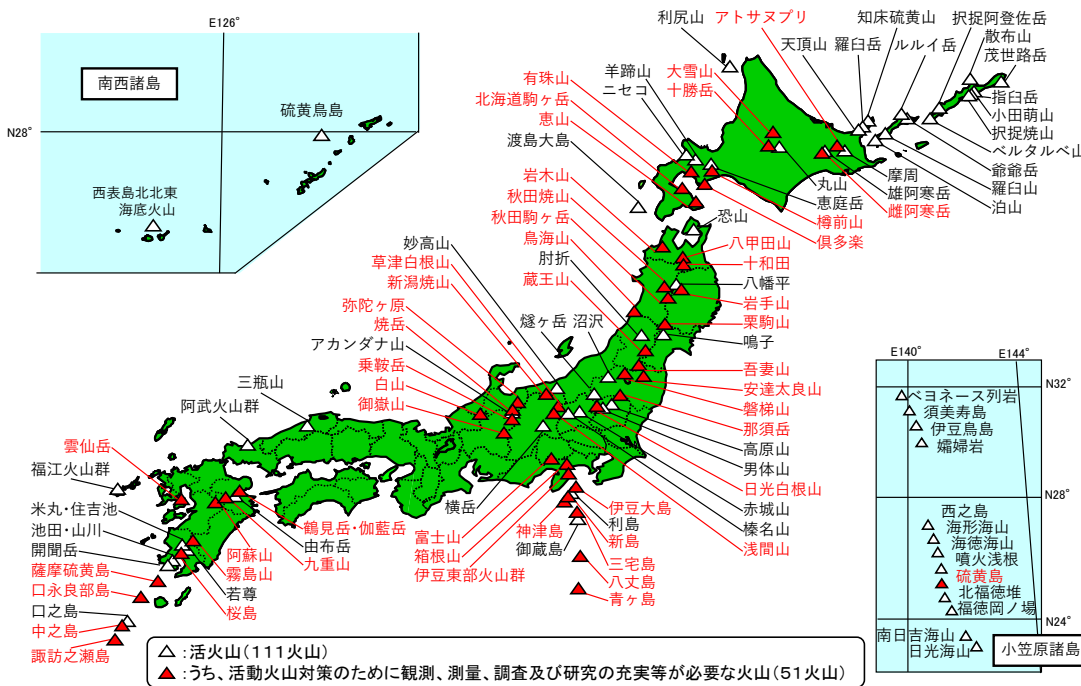 E126°
南西諸島
硫黄鳥島
N28°
西表島北北東
海底火山
利尻山
アトサヌプリ
知床硫黄山
択捉阿登佐岳
天頂山
羅臼岳
ルルイ岳
散布山
茂世路岳
羊蹄山
ニセコ
大雪山
十勝岳
有珠山
北海道駒ヶ岳
恵山
渡島大島
指臼岳
小田萌山
択捉焼山
ベルタルベ山
爺爺岳
羅臼山
泊山
摩周
雄阿寒岳
雌阿寒岳
丸山
恵庭岳
樽前山
倶多楽
岩木山
秋田焼山
秋田駒ヶ岳
鳥海山
肘折
蔵王山
恐山
八甲田山
十和田
八幡平
岩手山
栗駒山
鳴子
妙高山
草津白根山
新潟焼山
弥陀ヶ原
焼岳
アカンダナ山
乗鞍岳
白山
御嶽山
燧ヶ岳
沼沢
吾妻山
安達太良山
磐梯山
那須岳
高原山
男体山
日光白根山
赤城山
榛名山
浅間山
三瓶山
阿武火山群
雲仙岳
福江火山群
米丸・住吉池
池田・山川
開聞岳
薩摩硫黄島
口永良部島
口之島
中之島
諏訪之瀬島
鶴見岳・伽藍岳
由布岳
九重山
阿蘇山
霧島山
若尊
桜島
横岳
富士山
箱根山
伊豆東部火山群
伊豆大島
利島
新島
神津島
御蔵島
三宅島
八丈島
青ヶ島
E140°
E144°
N32°
ベヨネース列岩
須美寿島
伊豆鳥島
孀婦岩
N28°
西之島
海形海山
海徳海山
噴火浅根
硫黄島
北福徳堆
福徳岡ノ場
N24°
南日吉海山
日光海山
小笠原諸島
△:活火山(111火山)
▲:うち、活動火山対策のために観測、測量、調査及び研究の充実等が必要な火山(51火山)